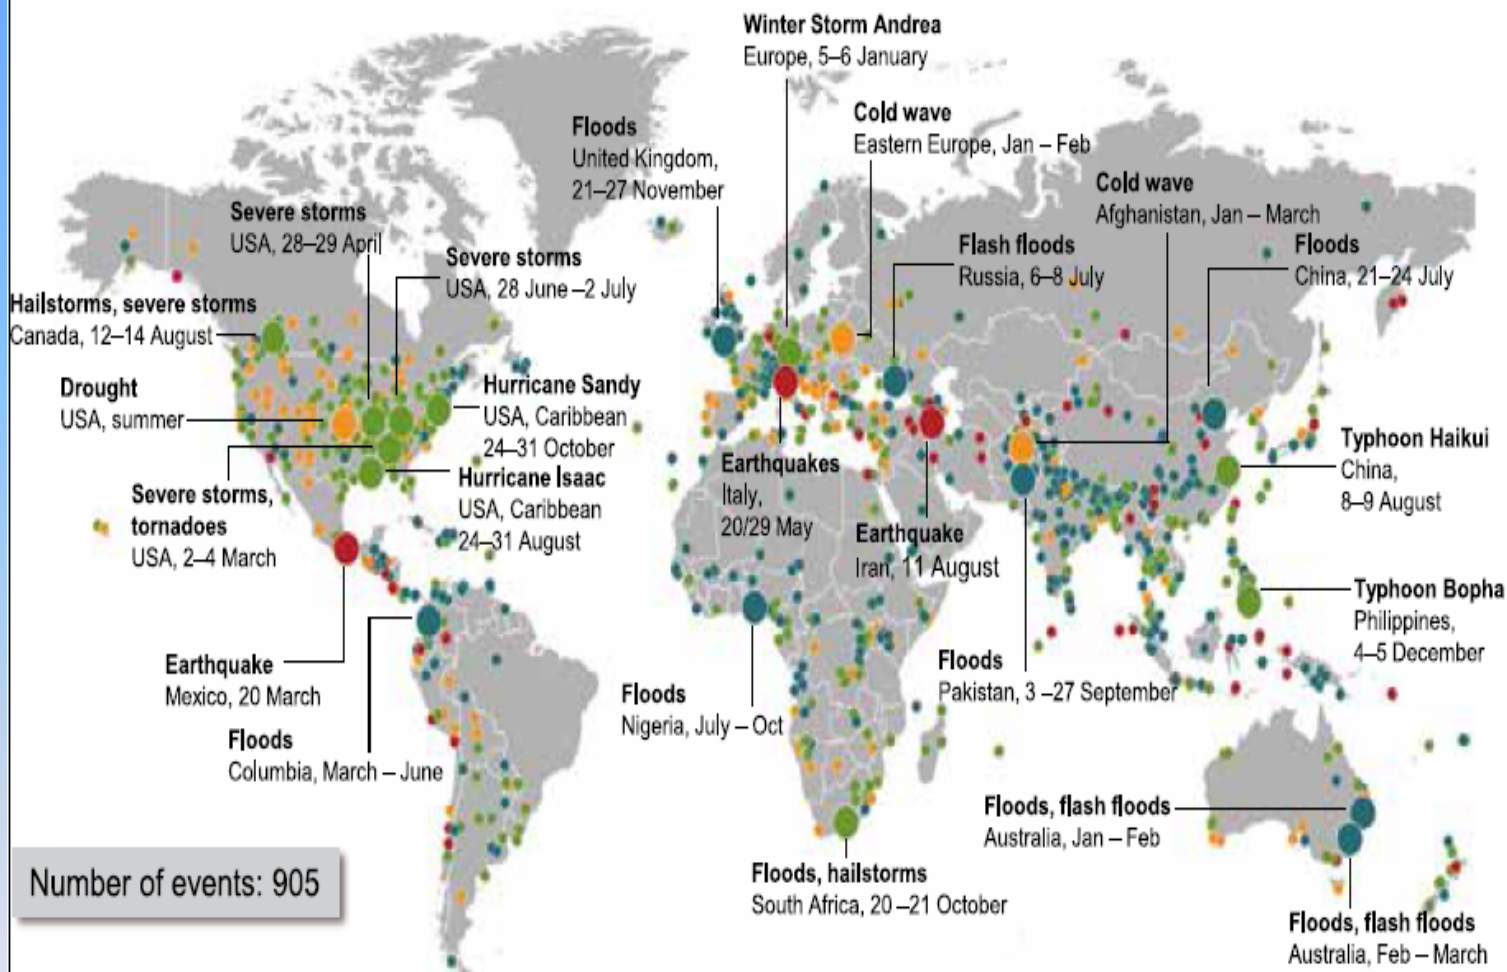 Winter Storm Andrea
Europe, 5–6 January
Cold wave
Eastern Europe, Jan – Feb
Floods
United Kingdom,
21–27 November
Cold wave
Afghanistan, Jan – March
Severe storms
USA, 28–29 April
Severe storms
USA, 28 June –2 July
Flash floods
Russia, 6–8 July
Floods
China, 21–24 July
Hailstorms, severe storms
Canada, 12–14 August
Drought
USA, summer
Hurricane Sandy
USA, Caribbean
24–31 October
Hurricane Isaac
USA, Caribbean
24–31 August
Severe storms,
tornadoes
USA, 2–4 March
Earthquakes
Italy,
20/29 May
Earthquake
Iran, 11 August
Typhoon Haikui
China,
8–9 August
Typhoon Bopha
Philippines,
4–5 December
Earthquake
Mexico, 20 March
Floods
Columbia, March – June
Floods
Nigeria, July – Oct
Floods
Pakistan, 3 –27 September
Floods, flash floods
Australia, Jan – Feb
Floods, hailstorms
South Africa, 20 –21 October
Floods, flash floods
Australia, Feb – March
Number of events: 905